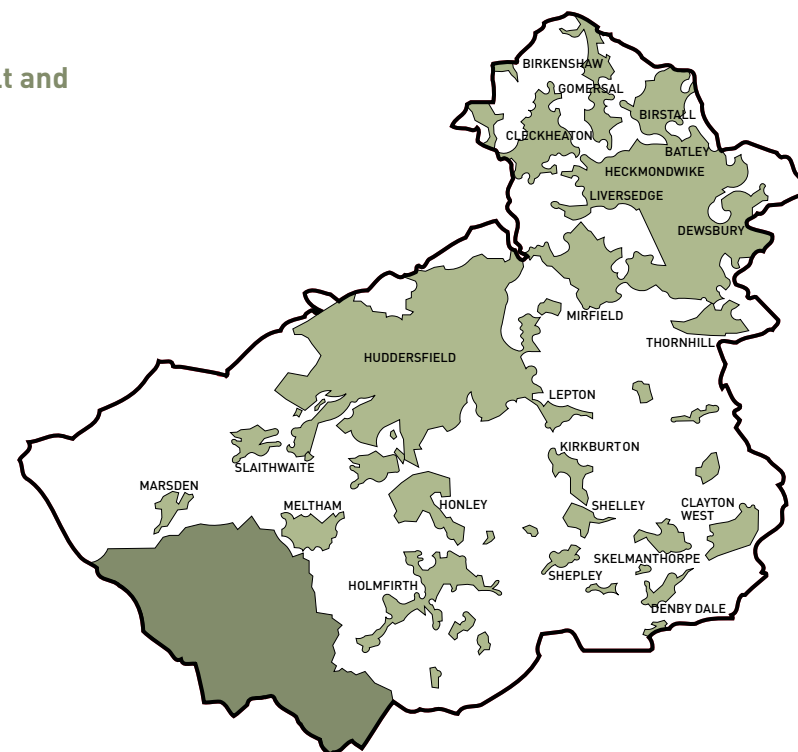 and
BIRKENSHAW
GOMERSAL
BIRSTALL
CLECKHEATON
BATLEY
HECKMONDWIKE
LIVERSEDGE
DEWSBURY
MIRFIELD
THORNHILL
HUDDERSFIELD
LEPTON
KIRKBURTON
SLAITHWAITE
MARSDEN
MELTHAM
HONLEY
SHELLEY
CLAYTON
WEST
SKELMANTHORPE
SHEPLEY
HOLMFIRTH
DENBY DALE